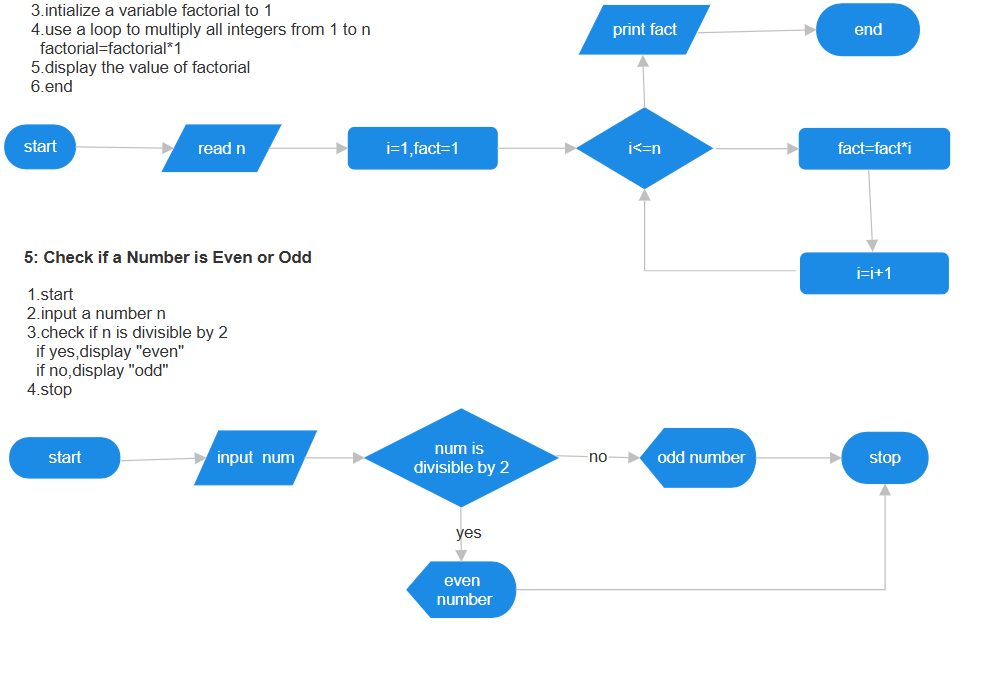 3.intialize a variable factorial to 1
4.use a loop to multiply all integers from 1 to n
factorial=factorial*1
5.display the value of factorial
6.end
print fact
end
start
read n
i=1,fact=1
i<=n
fact=fact*i
i=i+1
5: Check if a Number is Even or Odd
1.start
2.input a number n
3.check if n is divisible by 2
if yes,display "even"
if no,display "odd"
4.stop
start
input  num
num is
divisible by 2
no
odd number
stop
yes
even
number